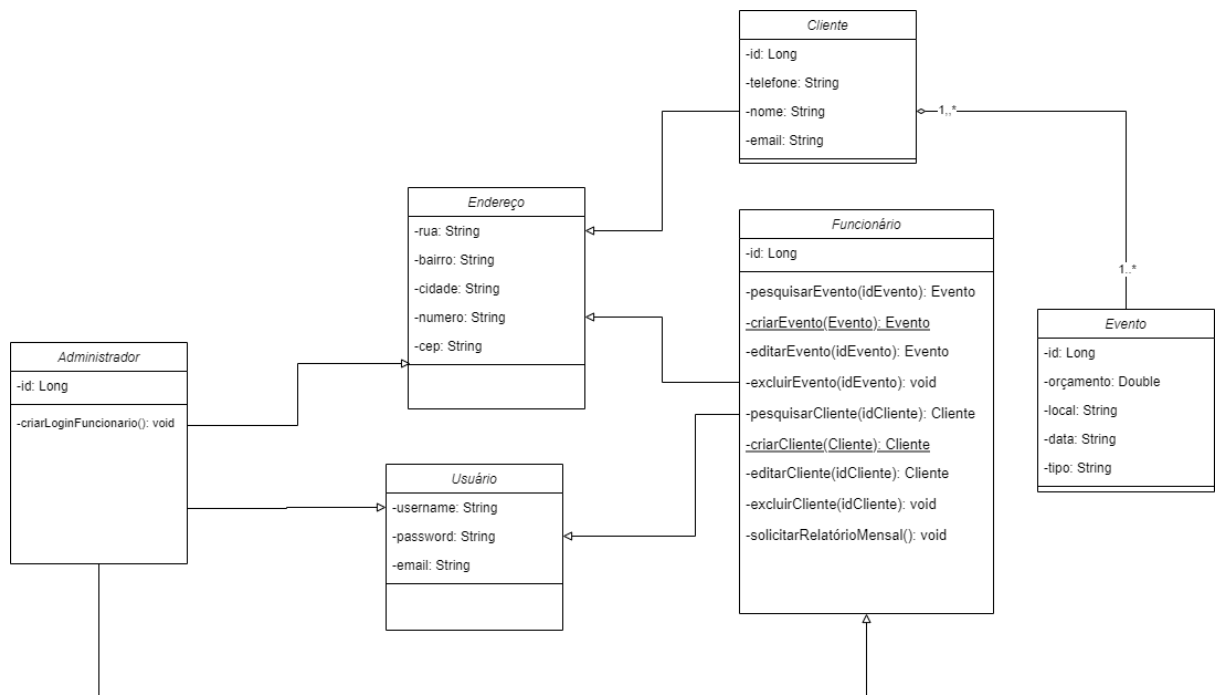 Cliente
-id: Long
-telefone: String
-nome: String
-email: String
1,,*
Endereço
-rua: String
-bairro: String
-cidade: String
-numero: String
-cep: String
Funcionário
-id: Long
-pesquisarEvento(idEvento): Evento
-criarEvento(Evento): Evento
-editarEvento(idEvento): Evento
-excluirEvento(idEvento): void
-pesquisarCliente(idCliente): Cliente
-criarCliente(Cliente): Cliente
-editarCliente(idCliente): Cliente
-excluirCliente(idCliente): void
-solicitarRelatórioMensal(): void
1..*
Evento
-id: Long
-orçamento: Double
-local: String
-data: String
-tipo: String
Administrador
-id: Long
-criarLoginFuncionario(): void
Usuário
-username: String
-password: String
-email: String